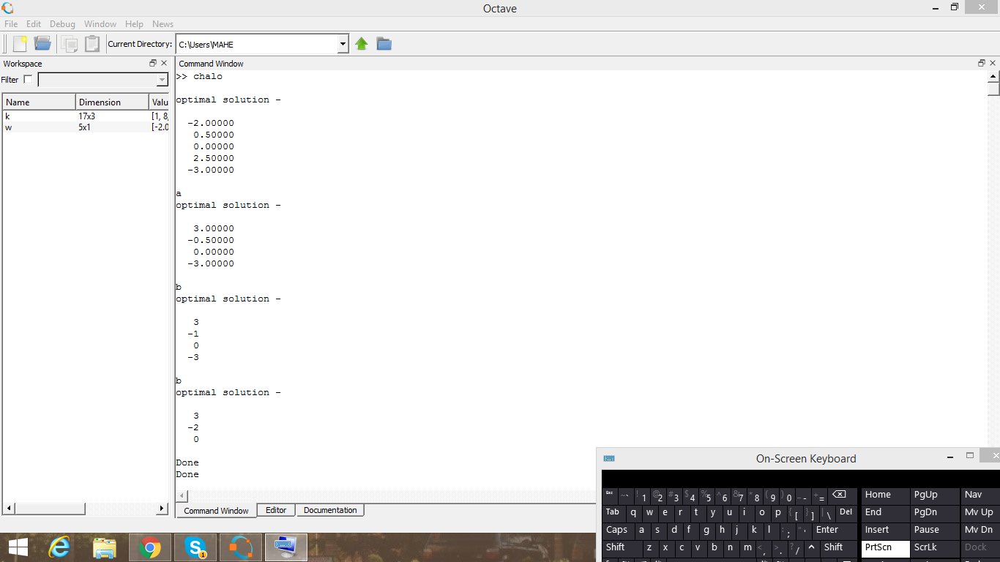 Octave
File Edit Debug Window Help News
Current Directory: C:\Users\MAHE
Workspace
Filter
Name Dimension Valu
k 17x3 [1, 8,
w 5x1 [-2.0
Command Window
>> chalo
optimal solution -
-2.00000
0.50000
0.00000
2.50000
-3.00000
a
optimal solution -
3.00000
-0.50000
0.00000
-3.00000
b
optimal solution -
3
-1
0
-3
b
optimal solution -
3
-2
0
Done
Done
Command Window Editor Documentation
On-Screen Keyboard
Esc ~ ` ! 1 @ 2 # 3 $ 4 % 5 ^ 6 & 7 * 8 ( 9 ) 0 _ - + = Home PgUp Nav
Tab q w e r t y u i o p { [ } ] | \ Del End PgDn Mv Up
Caps a s d f g h j k l : ; " ' Enter Insert Pause Mv Dn
Shift z x c v b n m < , > . ? / ^ Shift PrtScn ScrLk Dock
1